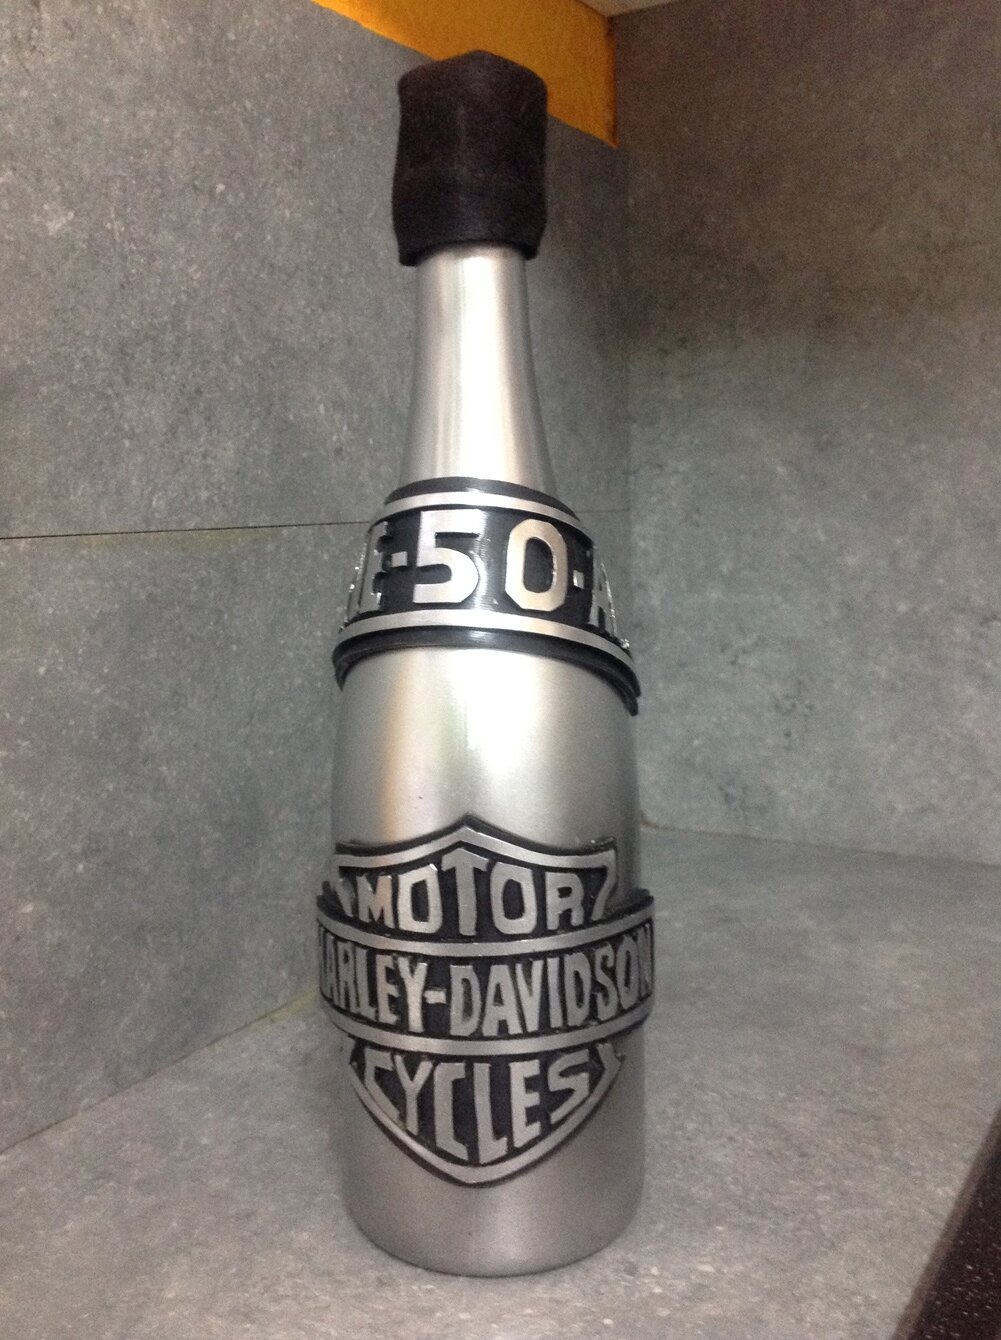 E-50-A
MOTOR
HARLEY-DAVIDSON
CYCLES